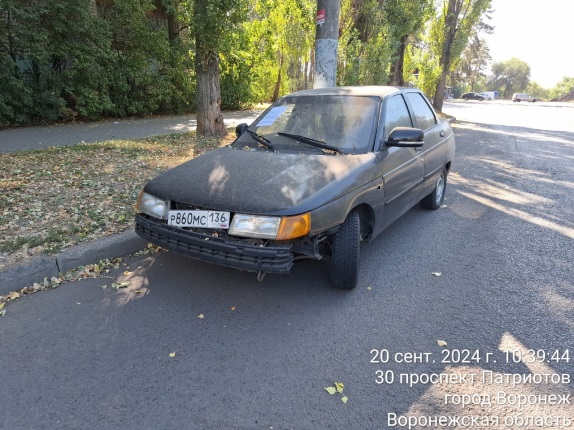 Р860МС 136
20 сент. 2024 г. 10:39:44
30 проспект Патриотов
город.Воронеж
Воронежская область